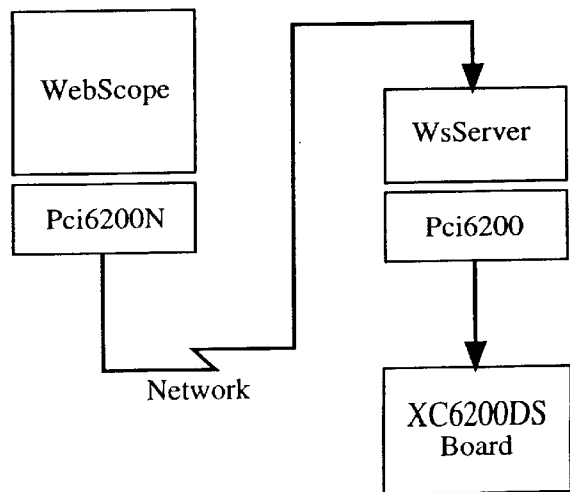 WebScope
Pci6200N
Network
WsServer
Pci6200
XC6200DS
Board